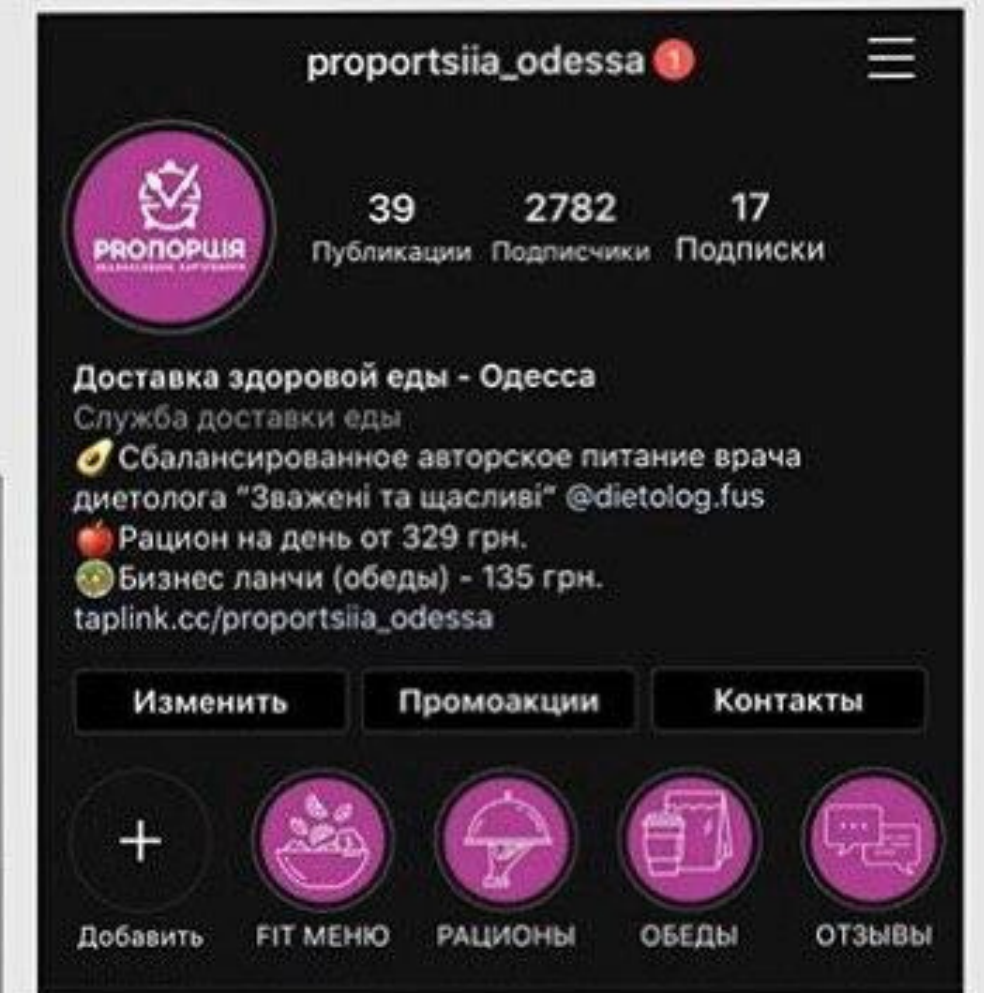 proportsiia_odessa 1
39 2782 17
Публикации Подписчики Подписки
PROПОРЦІЯ
Доставка здоровой еды - Одесса
Служба доставки еды
Сбалансированное авторское питание врача
диетолога "Зважені та щасливі" @dietolog.fus
Рацион на день от 329 грн.
Бизнес ланчи (обеды) - 135 грн.
taplink.cc/proportsiia_odessa
Изменить Промоакции Контакты
Добавить FIT МЕНЮ РАЦИОНЫ ОБЕДЫ ОТЗЫВЫ